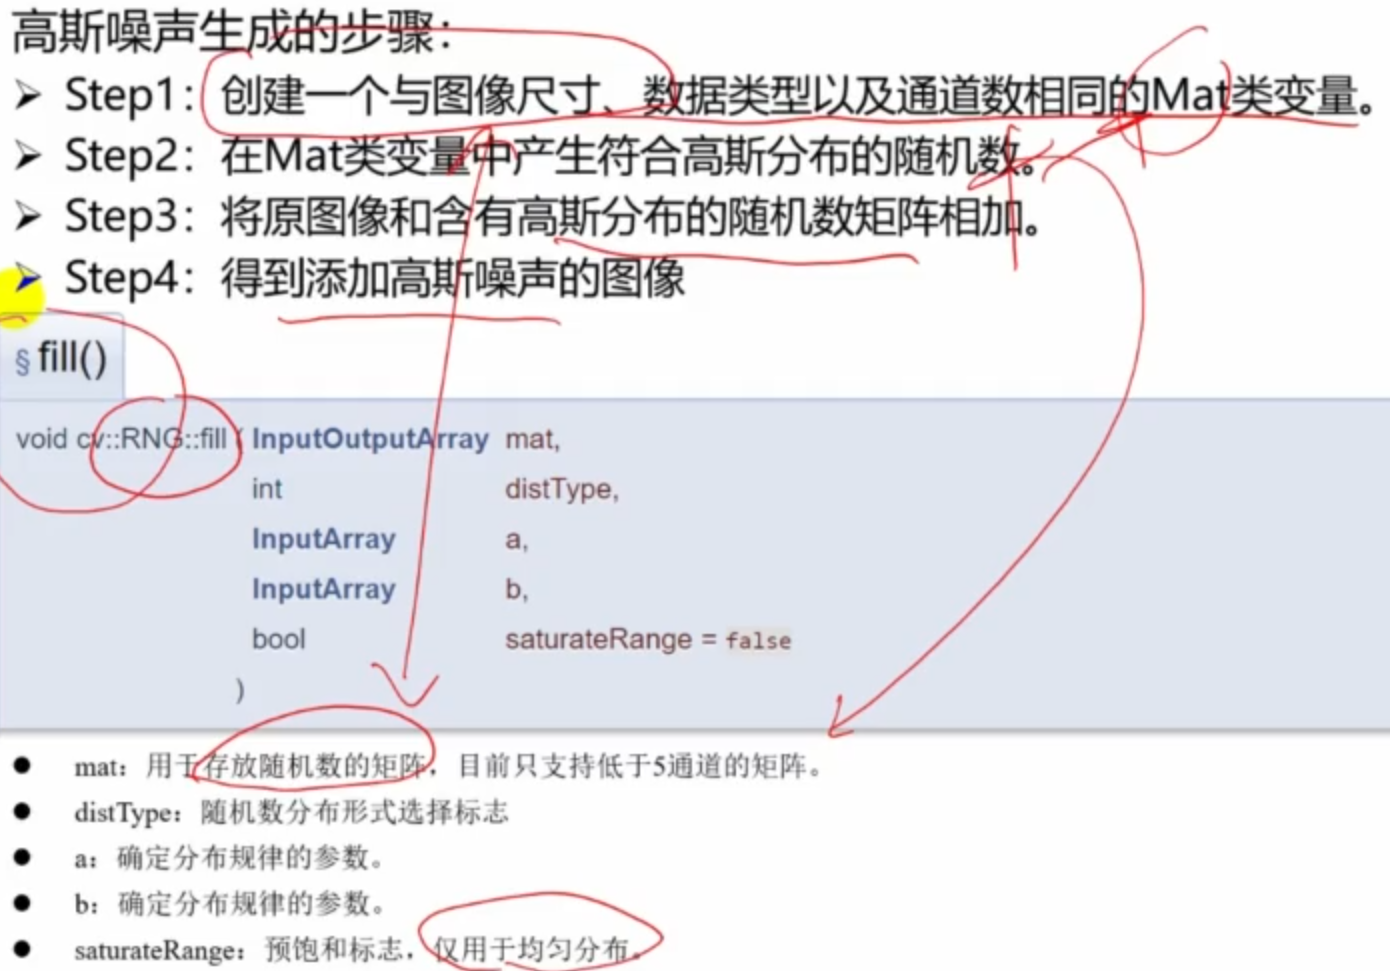 高斯噪声生成的步骤：
➢ Step1：创建一个与图像尺寸、数据类型以及通道数相同的Mat类变量。
➢ Step2：在Mat类变量中产生符合高斯分布的随机数。
➢ Step3：将原图像和含有高斯分布的随机数矩阵相加。
➢ Step4：得到添加高斯噪声的图像
§ fill()
void cv::RNG::fill ( InputOutputArray mat,
int distType,
InputArray a,
InputArray b,
bool saturateRange = false
)
● mat：用于存放随机数的矩阵，目前只支持低于5通道的矩阵。
● distType：随机数分布形式选择标志
● a：确定分布规律的参数。
● b：确定分布规律的参数。
● saturateRange：预饱和标志，仅用于均匀分布。